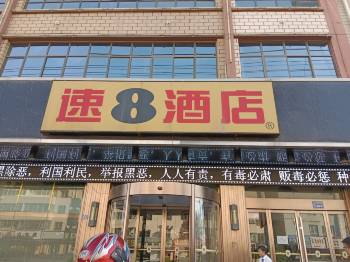 速8酒店®
除恶，利国利民，举报黑恶，人人有责，有毒必肃 贩毒必惩 种